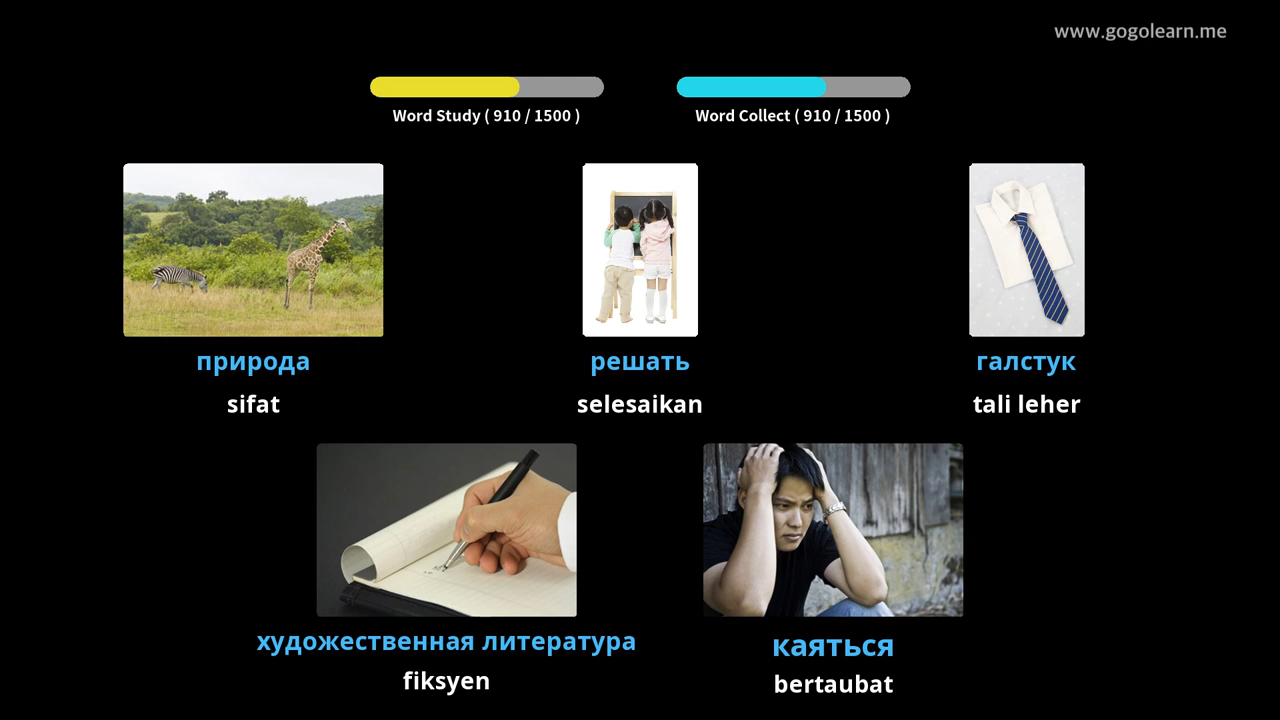 www.gogolearn.me
Word Study ( 910 / 1500 )
Word Collect ( 910 / 1500 )
природа
решать
галстук
sifat
selesaikan
tali leher
художественная литература
каяться
fiksyen
bertaubat